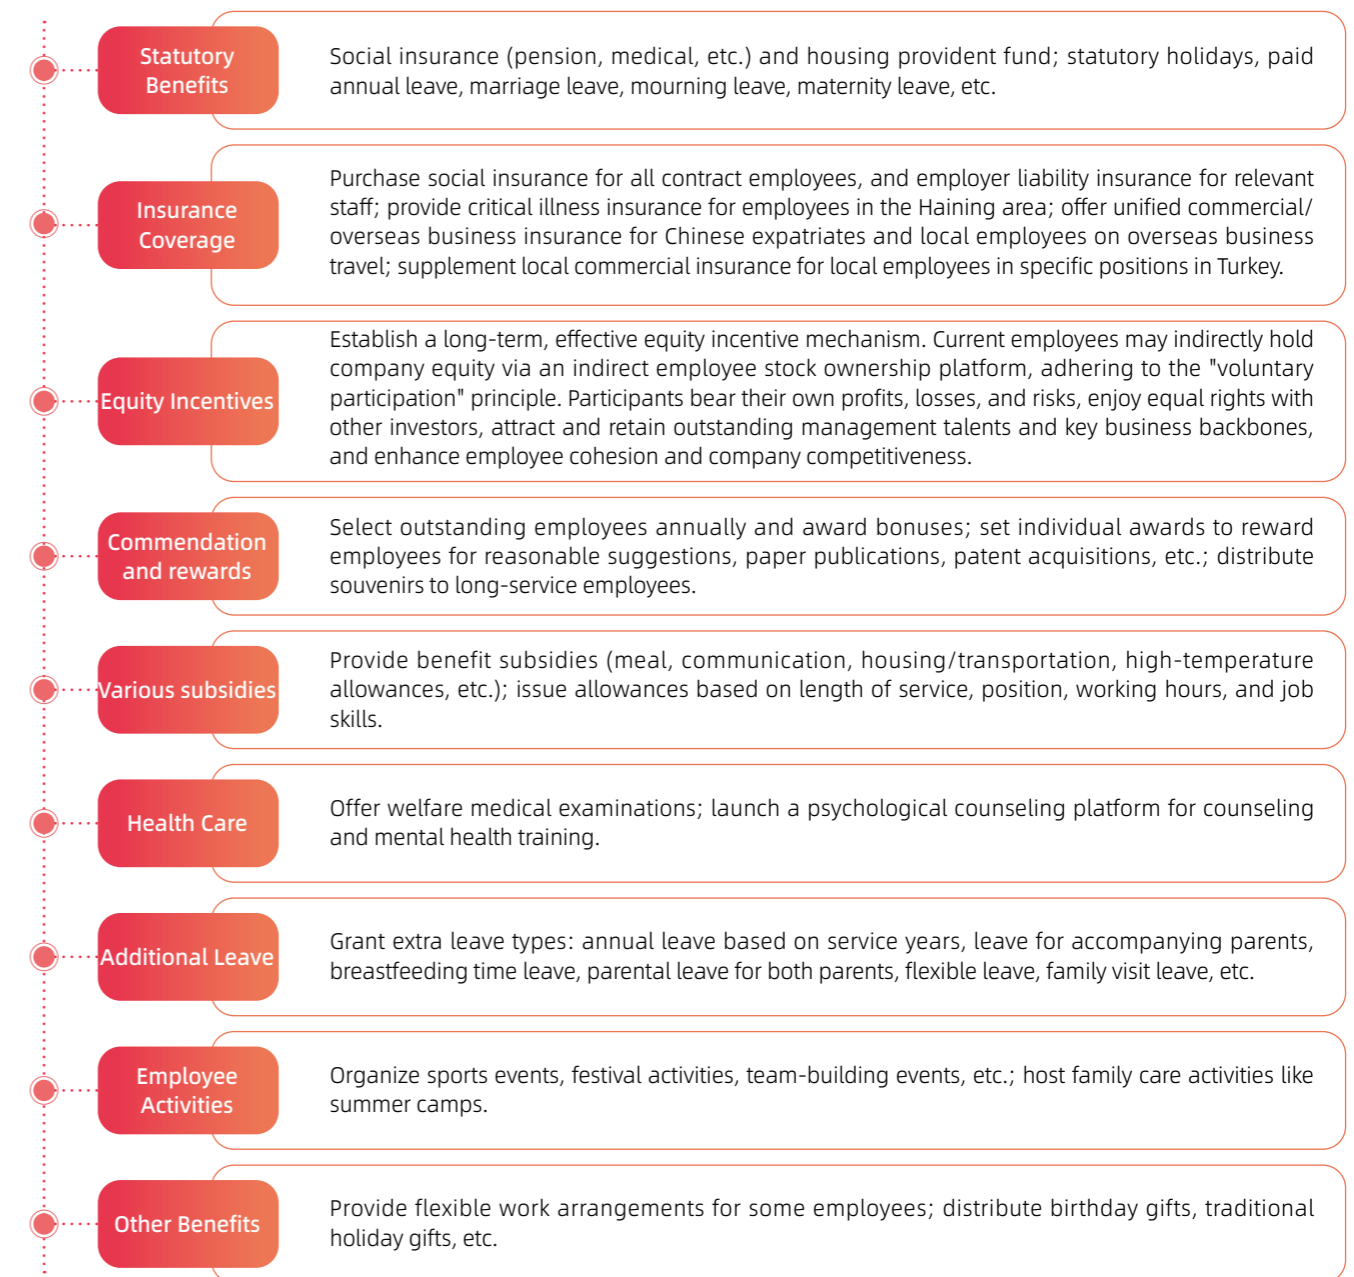 Statutory
Benefits
Social insurance (pension, medical, etc.) and housing provident fund; statutory holidays, paid
annual leave, marriage leave, mourning leave, maternity leave, etc.
Insurance
Coverage
Purchase social insurance for all contract employees, and employer liability insurance for relevant
staff; provide critical illness insurance for employees in the Haining area; offer unified commercial/
overseas business insurance for Chinese expatriates and local employees on overseas business
travel; supplement local commercial insurance for local employees in specific positions in Turkey.
Equity Incentives
Establish a long-term, effective equity incentive mechanism. Current employees may indirectly hold
company equity via an indirect employee stock ownership platform, adhering to the "voluntary
participation" principle. Participants bear their own profits, losses, and risks, enjoy equal rights with
other investors, attract and retain outstanding management talents and key business backbones,
and enhance employee cohesion and company competitiveness.
Commendation
and rewards
Select outstanding employees annually and award bonuses; set individual awards to reward
employees for reasonable suggestions, paper publications, patent acquisitions, etc.; distribute
souvenirs to long-service employees.
Various subsidies
Provide benefit subsidies (meal, communication, housing/transportation, high-temperature
allowances, etc.); issue allowances based on length of service, position, working hours, and job
skills.
Health Care
Offer welfare medical examinations; launch a psychological counseling platform for counseling
and mental health training.
Additional Leave
Grant extra leave types: annual leave based on service years, leave for accompanying parents,
breastfeeding time leave, parental leave for both parents, flexible leave, family visit leave, etc.
Employee
Activities
Organize sports events, festival activities, team-building events, etc.; host family care activities like
summer camps.
Other Benefits
Provide flexible work arrangements for some employees; distribute birthday gifts, traditional
holiday gifts, etc.